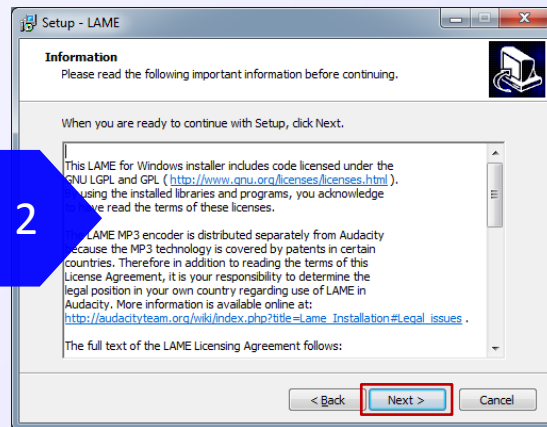 Setup - LAME
Information
Please read the following important information before continuing.
When you are ready to continue with Setup, click Next.
This LAME for Windows installer includes code licensed under the
GNU LGPL and GPL ( http://www.gnu.org/licenses/licenses.html ).
using the installed libraries and programs, you acknowledge
have read the terms of these licenses.
2
LAME MP3 encoder is distributed separately from Audacity
because the MP3 technology is covered by patents in certain
countries. Therefore in addition to reading the terms of this
License Agreement, it is your responsibility to determine the
legal position in your own country regarding use of LAME in
Audacity. More information is available online at:
http://audacityteam.org/wiki/index.php?title=Lame_Installation#Legal_issues .
The full text of the LAME Licensing Agreement follows:
< Back
Next >
Cancel